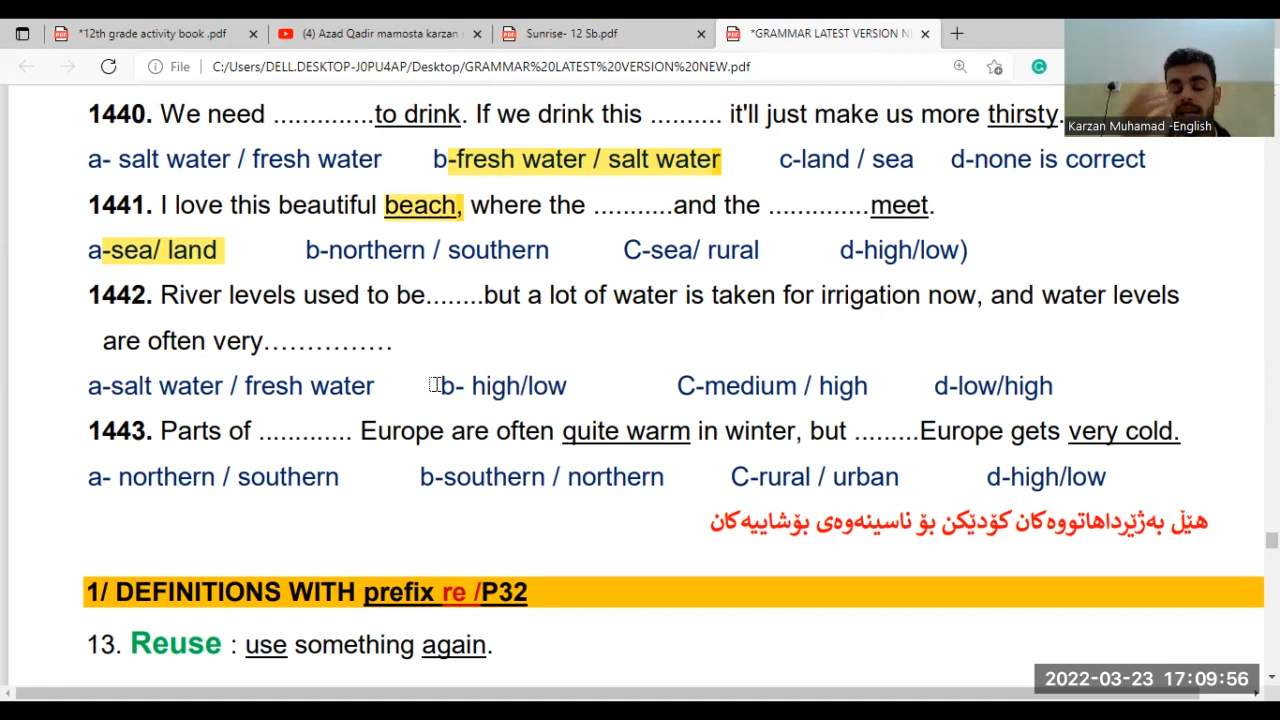 *12th grade activity book .pdf
(4) Azad Qadir mamosta karzan
Sunrise- 12 Sb.pdf
*GRAMMAR LATEST VERSION N
File C:/Users/DELL.DESKTOP-J0PU4AP/Desktop/GRAMMAR%20LATEST%20VERSION%20NEW.pdf
Karzan Muhamad -English
1440. We need ..............to drink. If we drink this .......... it'll just make us more thirsty.
a- salt water / fresh water b-fresh water / salt water c-land / sea d-none is correct
1441. I love this beautiful beach, where the ...........and the ..............meet.
a-sea/ land b-northern / southern C-sea/ rural d-high/low)
1442. River levels used to be........but a lot of water is taken for irrigation now, and water levels
are often very……………
a-salt water / fresh water b- high/low C-medium / high d-low/high
1443. Parts of ............. Europe are often quite warm in winter, but .........Europe gets very cold.
a- northern / southern b-southern / northern C-rural / urban d-high/low
هێڵ بەژێرداهاتووەکان کۆدێکن بۆ ناسینەوەی بۆشاییەکان
1/ DEFINITIONS WITH prefix re /P32
13. Reuse : use something again.
2022-03-23 17:09:56